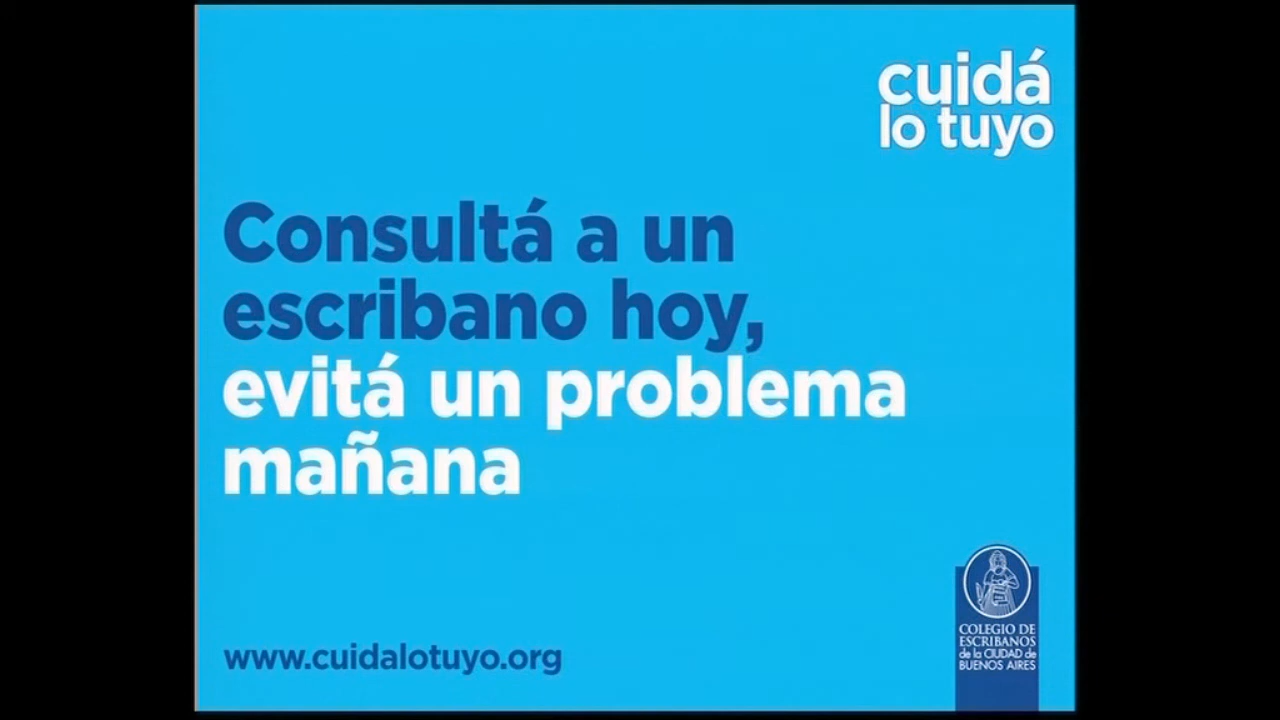 cuidá
lo tuyo
Consultá a un
escribano hoy,
evitá un problema
mañana
www.cuidalotuyo.org
COLEGIO DE
ESCRIBANOS
de la CIUDAD de
BUENOS AIRES